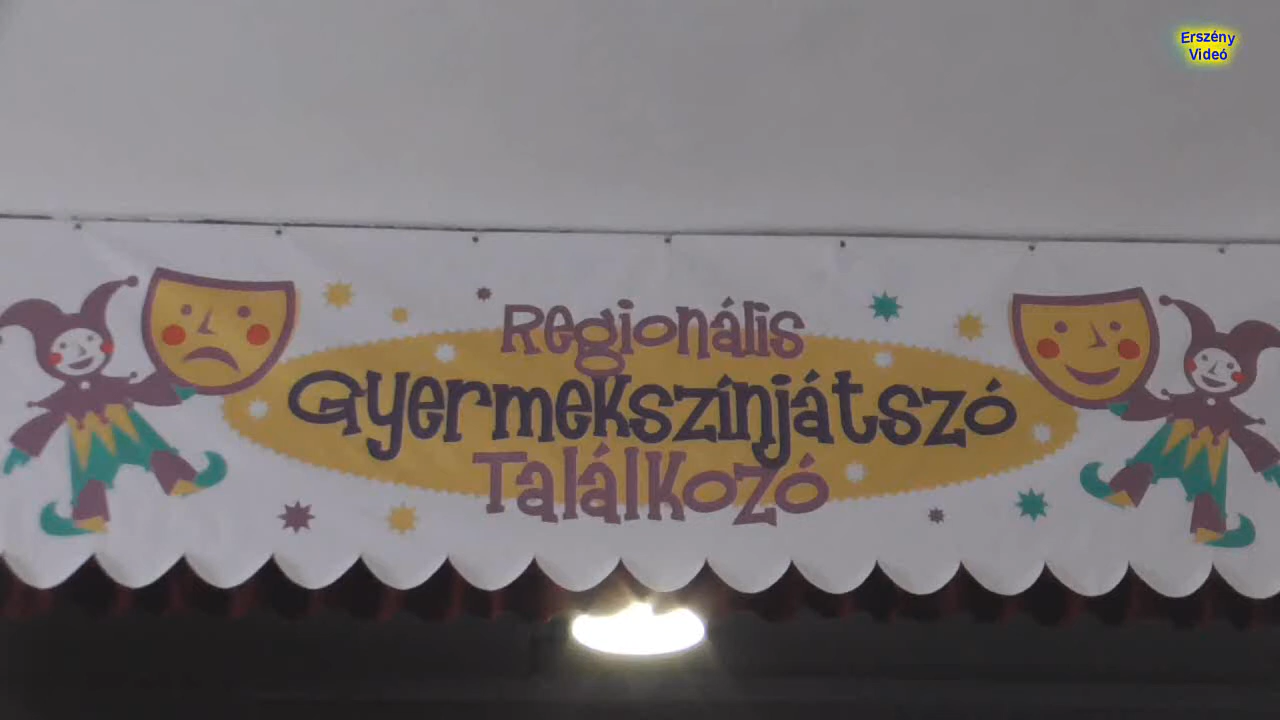 Erszény
Videó
Regionális
Gyermekszínjátszó
Találkozó